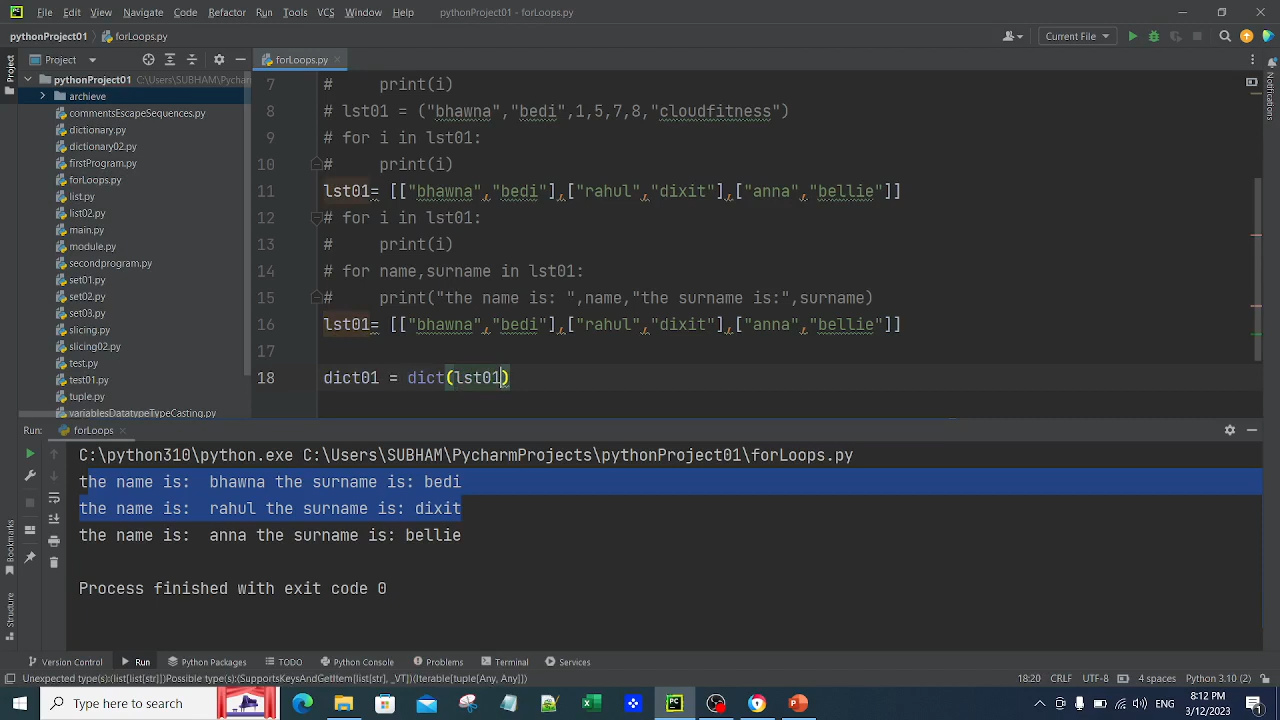 File Edit View Navigate Code Refactor Run Tools VCS Window Help pythonProject01 - forLoops.py
pythonProject01 forLoops.py Current File
Project forLoops.py
pythonProject01 C:\Users\SUBHAM\Pycharm
archieve
commentsEscapeSequences.py
dictionary.py
dictionary02.py
firstProgram.py
forLoops.py
list.py
list02.py
main.py
module.py
secondprogram.py
set01.py
set02.py
set03.py
slicing.py
slicing02.py
test.py
test01.py
tuple.py
variablesDatatypeTypeCasting.py
7 #     print(i)
8 # lst01 = ("bhawna","bedi",1,5,7,8,"cloudfitness")
9 # for i in lst01:
10 #     print(i)
11 lst01= [["bhawna","bedi"],["rahul","dixit"],["anna","bellie"]]
12 # for i in lst01:
13 #     print(i)
14 # for name,surname in lst01:
15 #     print("the name is: ",name,"the surname is:",surname)
16 lst01= [["bhawna","bedi"],["rahul","dixit"],["anna","bellie"]]
17
18 dict01 = dict(lst01)
Project
Bookmarks
Structure
Notifications
Run: forLoops
C:\python310\python.exe C:\Users\SUBHAM\PycharmProjects\pythonProject01\forLoops.py
the name is:  bhawna the surname is: bedi
the name is:  rahul the surname is: dixit
the name is:  anna the surname is: bellie
Process finished with exit code 0
Version Control Run Python Packages TODO Python Console Problems Terminal Services
Unexpected type(s):(list[list[str]])Possible type(s):(SupportsKeysAndGetItem[list[str], _VT])(Iterable[tuple[Any, Any]]) 18:20 CRLF UTF-8 4 spaces Python 3.10 (2)
Type here to search
PC
8:12 PM
3/12/2023